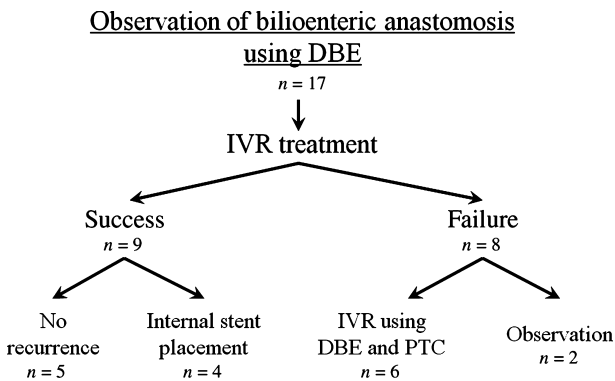 Observation of bilioenteric anastomosis
using DBE
n = 17
IVR treatment
Success
n = 9
Failure
n = 8
No
recurrence
n = 5
Internal stent
placement
n = 4
IVR using
DBE and PTC
n = 6
Observation
n = 2